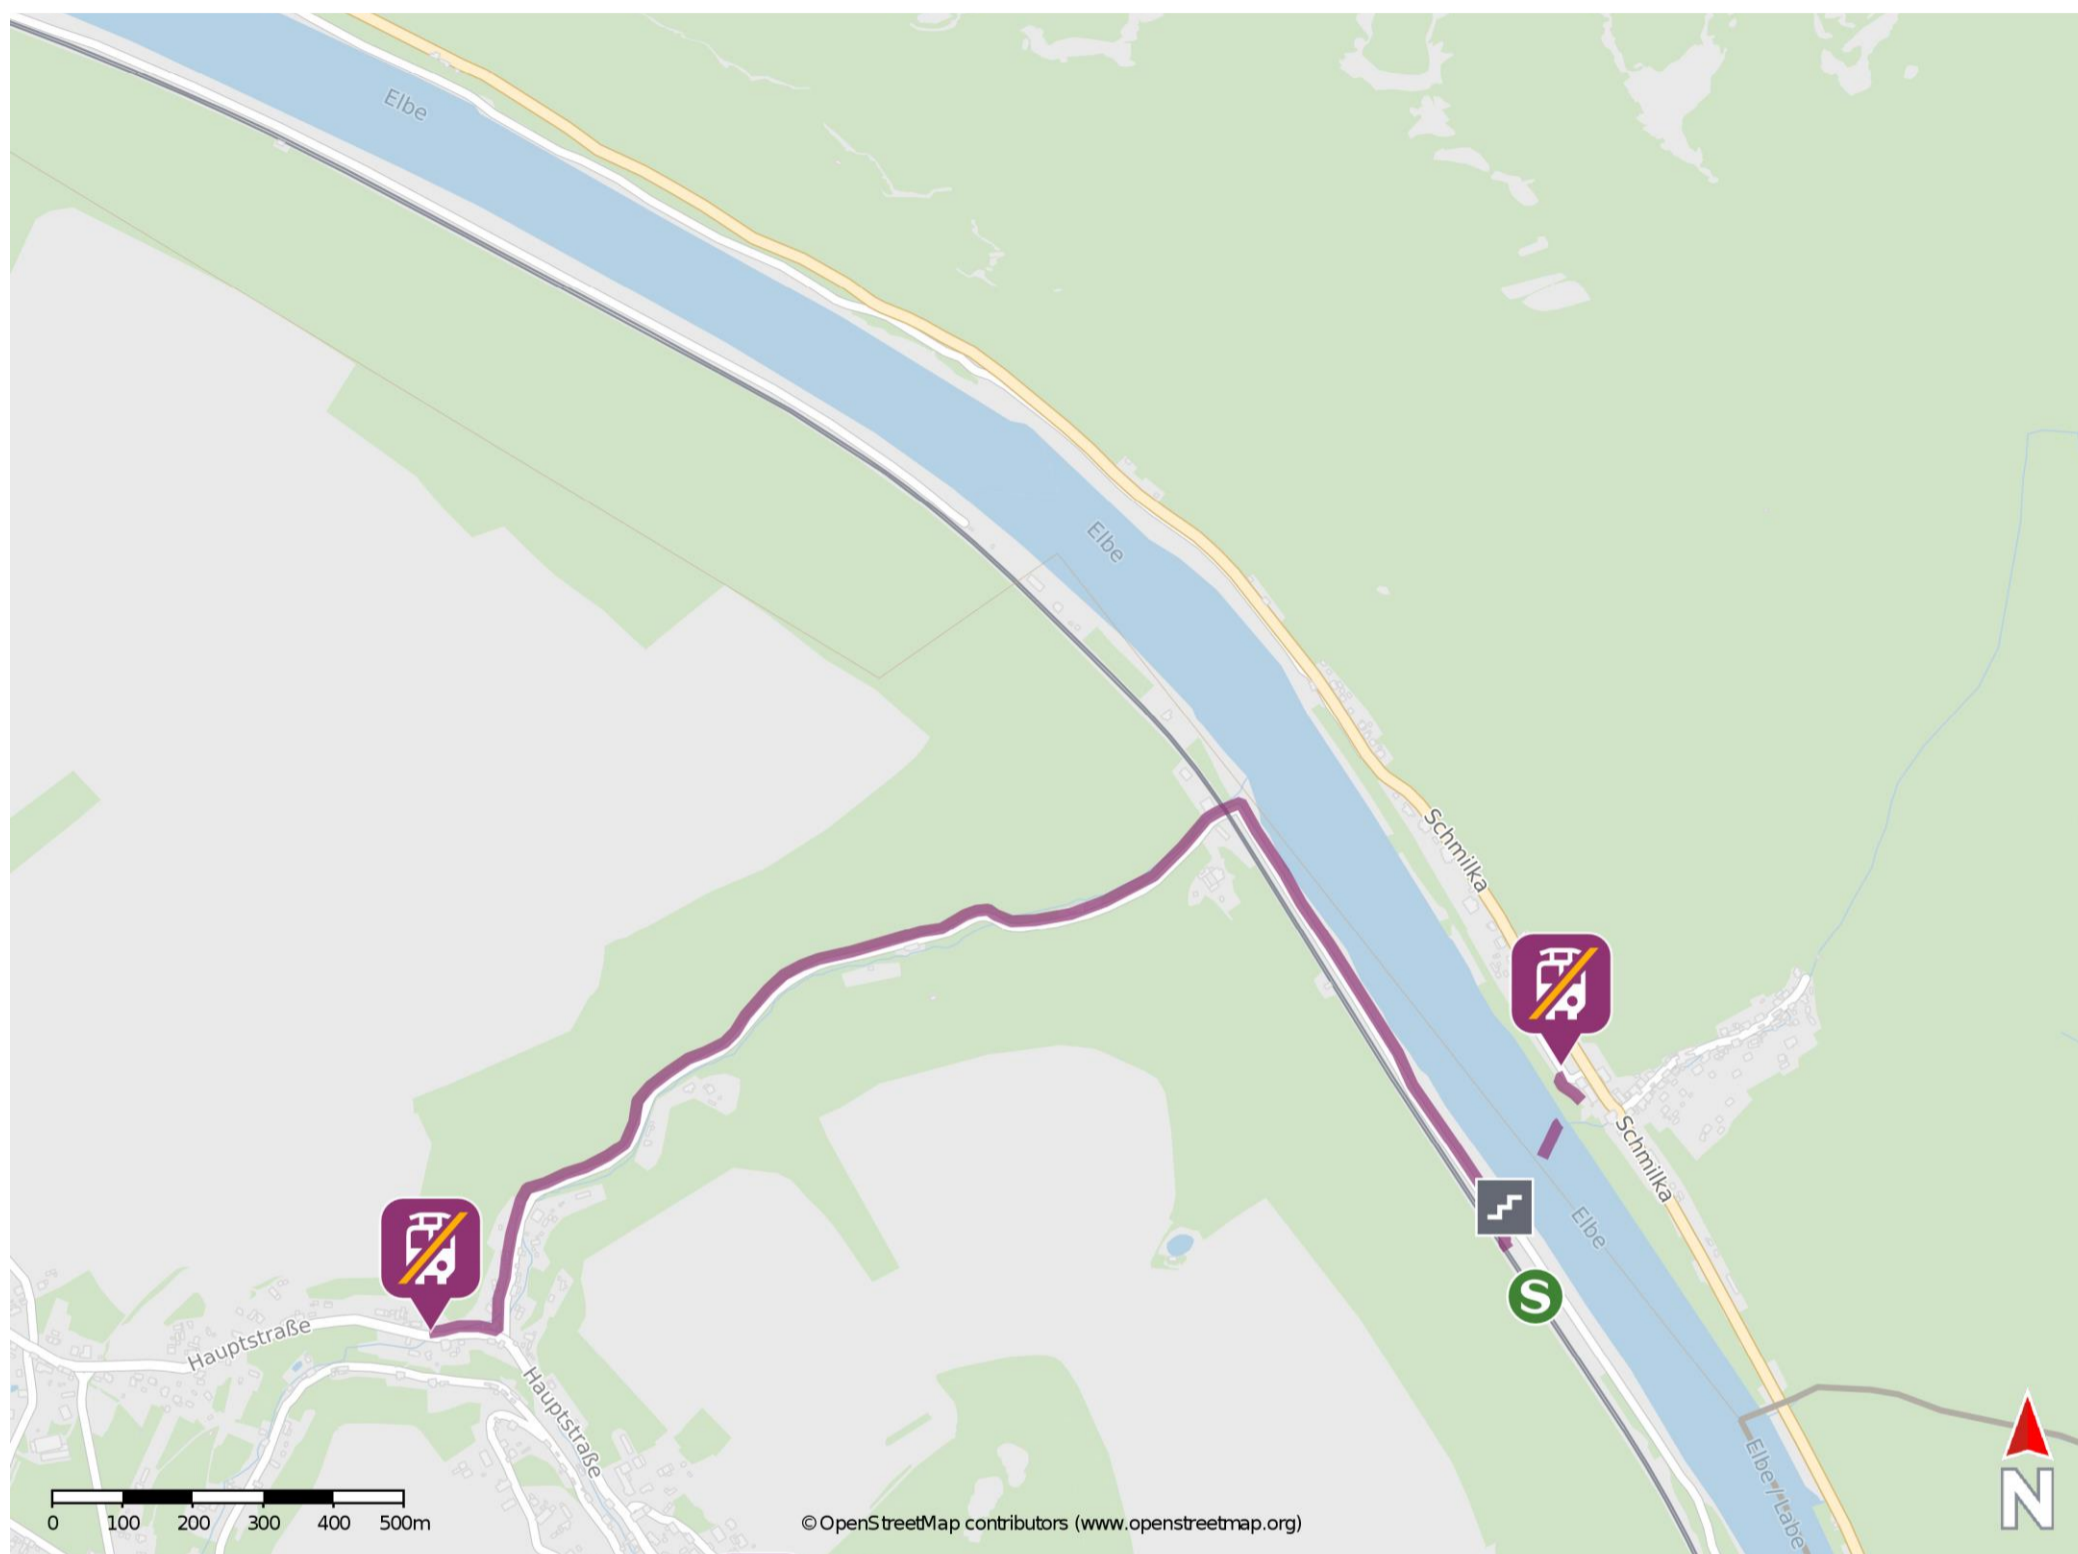 Elbe
Elbe
Schmilka
Schmilka
Elbe
S
Hauptstraße
Hauptstraße
Elbe / Labe
N
0 100 200 300 400 500m
© OpenStreetMap contributors (www.openstreetmap.org)